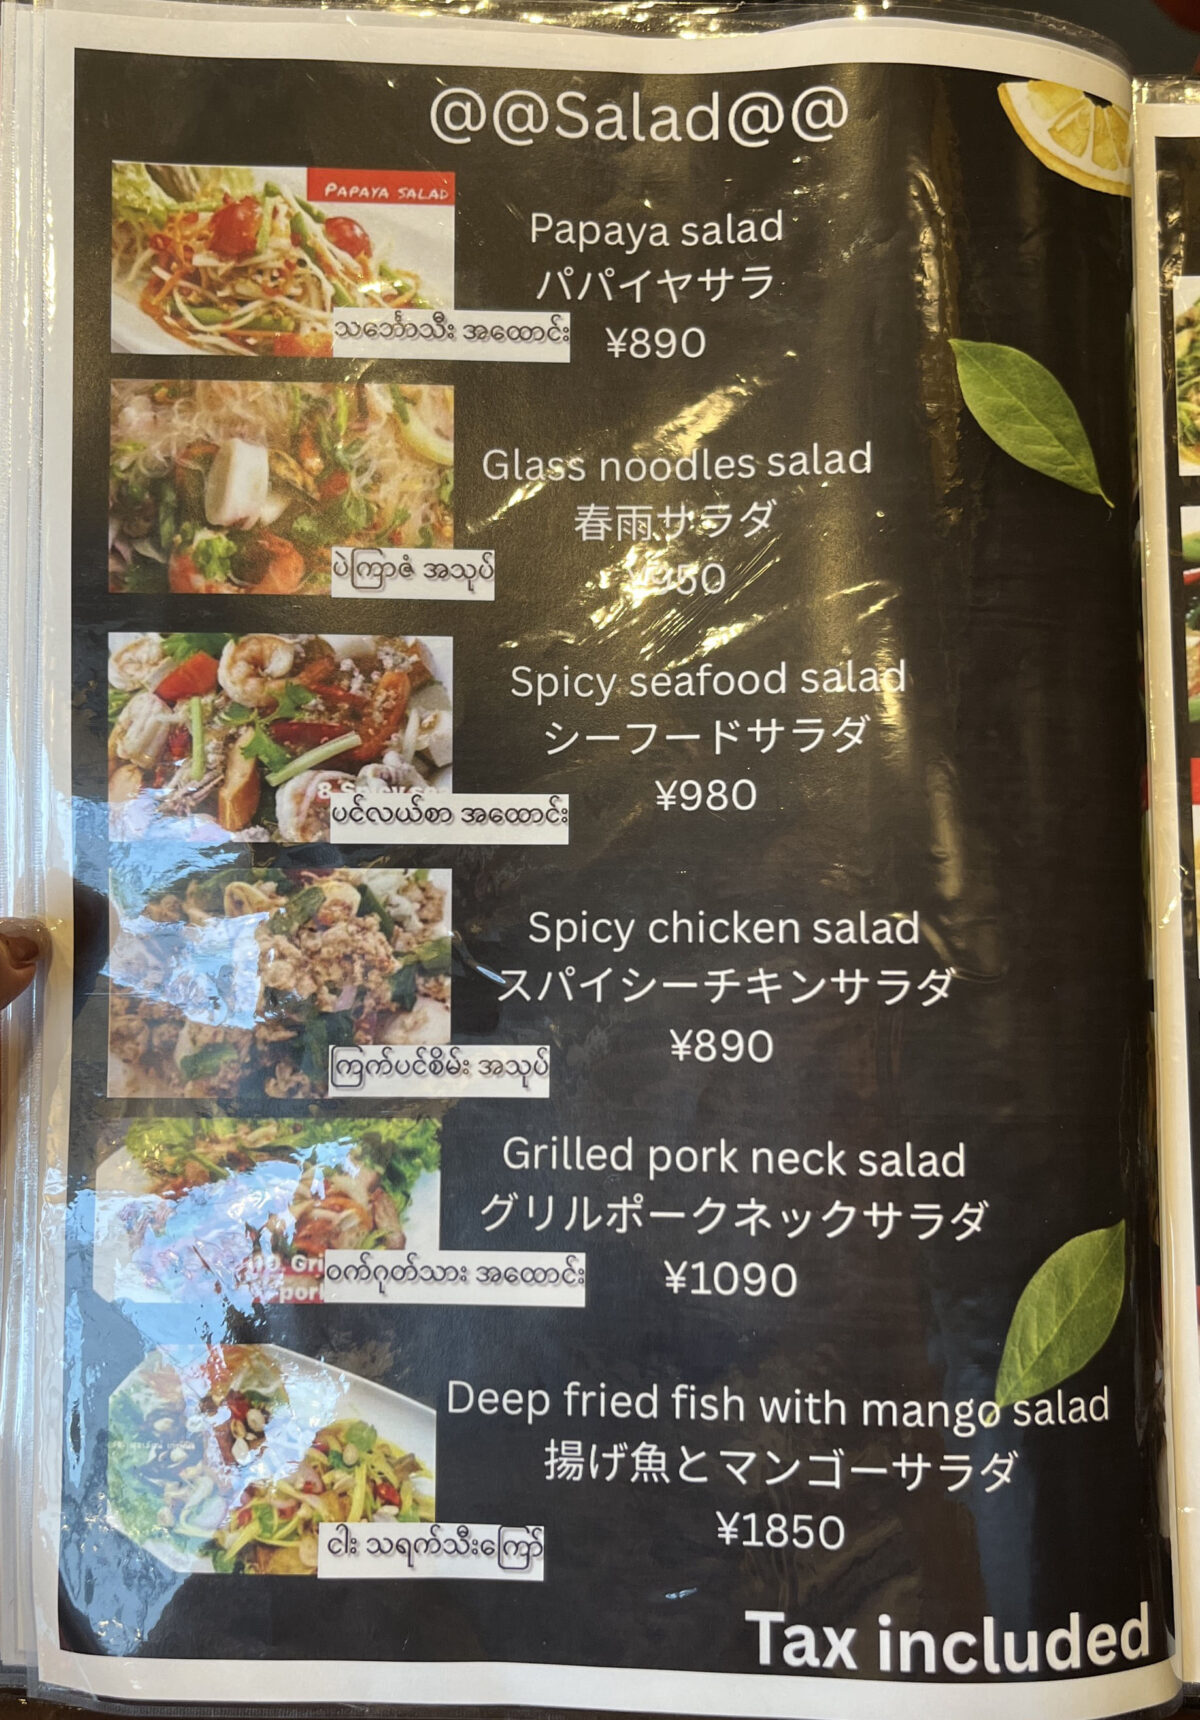 @@Salad@@
PAPAYA SALAD
Papaya salad
パパイヤサラ
သင်္ဘောသီး အထောင်း
¥890
Glass noodles salad
春雨サラダ
ပဲကြာဇံ အသုပ်
¥950
Spicy seafood salad
シーフードサラダ
¥980
8 Spicy sea
ပင်လယ်စာ အထောင်း
Spicy chicken salad
スパイシーチキンサラダ
¥890
ကြက်ပင်စိမ်း အသုပ်
Grilled pork neck salad
グリルポークネックサラダ
¥1090
Gri
ဝက်ဂုတ်သား အထောင်း
pork
Deep fried fish with mango salad
揚げ魚とマンゴーサラダ
¥1850
ငါး သရက်သီးကြော်
Tax included